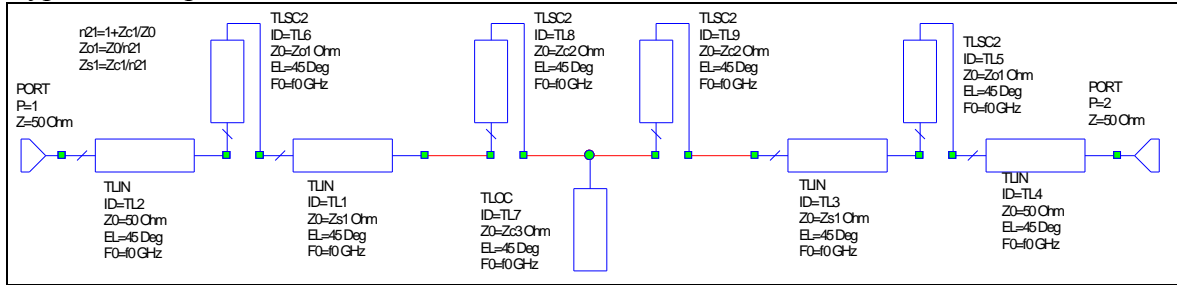 n21=1+Zc1/Z0
Zo1=Z0/n21
Zs1=Zc1/n21
TLSC2
ID=TL6
Z0=Zo1 Ohm
EL=45 Deg
F0=f0 GHz
TLSC2
ID=TL8
Z0=Zc2 Ohm
EL=45 Deg
F0=f0 GHz
TLSC2
ID=TL9
Z0=Zc2 Ohm
EL=45 Deg
F0=f0 GHz
TLSC2
ID=TL5
Z0=Zo1 Ohm
EL=45 Deg
F0=f0 GHz
PORT
P=1
Z=50 Ohm
PORT
P=2
Z=50 Ohm
TLIN
ID=TL2
Z0=50 Ohm
EL=45 Deg
F0=f0 GHz
TLIN
ID=TL1
Z0=Zs1 Ohm
EL=45 Deg
F0=f0 GHz
TLOC
ID=TL7
Z0=Zc3 Ohm
EL=45 Deg
F0=f0 GHz
TLIN
ID=TL3
Z0=Zs1 Ohm
EL=45 Deg
F0=f0 GHz
TLIN
ID=TL4
Z0=50 Ohm
EL=45 Deg
F0=f0 GHz